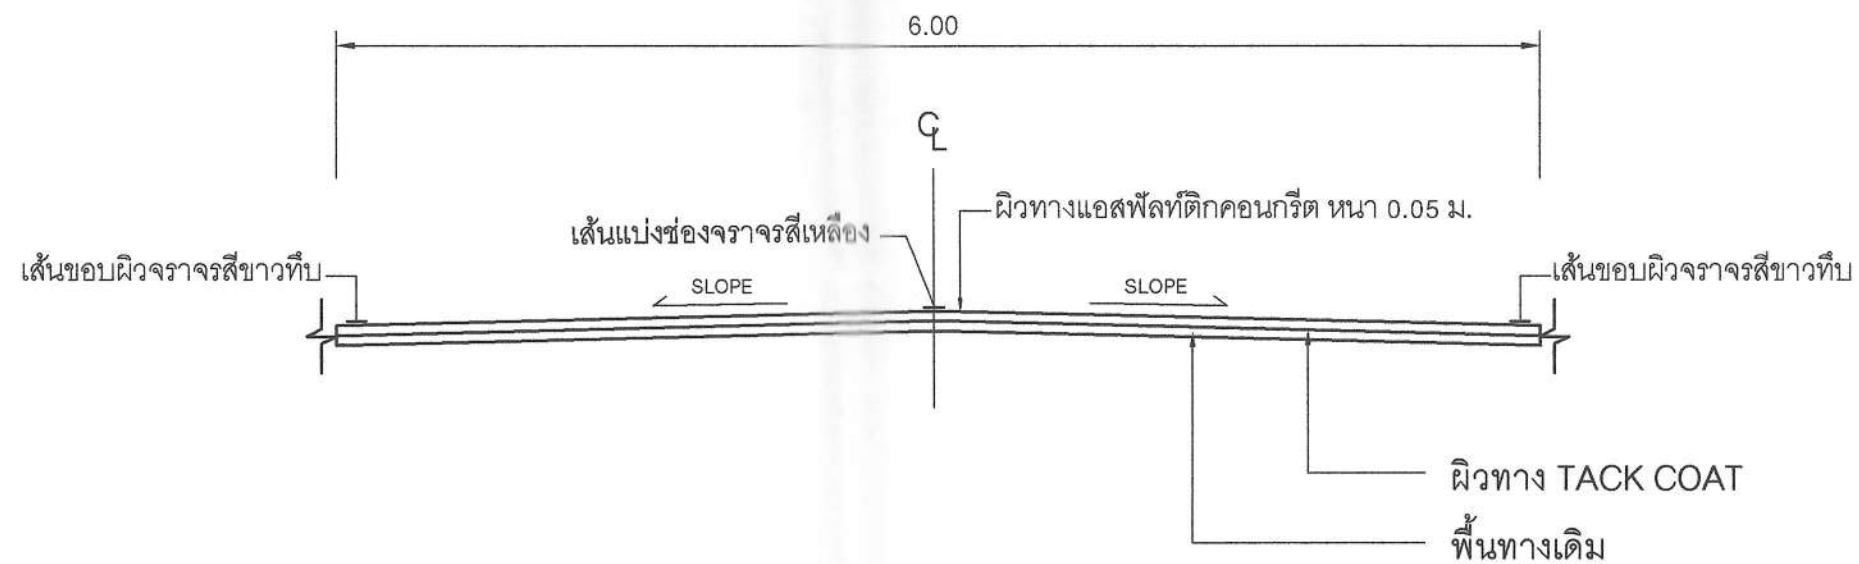 6.00
CL
ผิวทางแอสฟัลท์ติกคอนกรีต หนา 0.05 ม.
เส้นแบ่งช่องจราจรสีเหลือง
เส้นขอบผิวจราจรสีขาวทึบ
เส้นขอบผิวจราจรสีขาวทึบ
SLOPE
SLOPE
ผิวทาง TACK COAT
พื้นทางเดิม